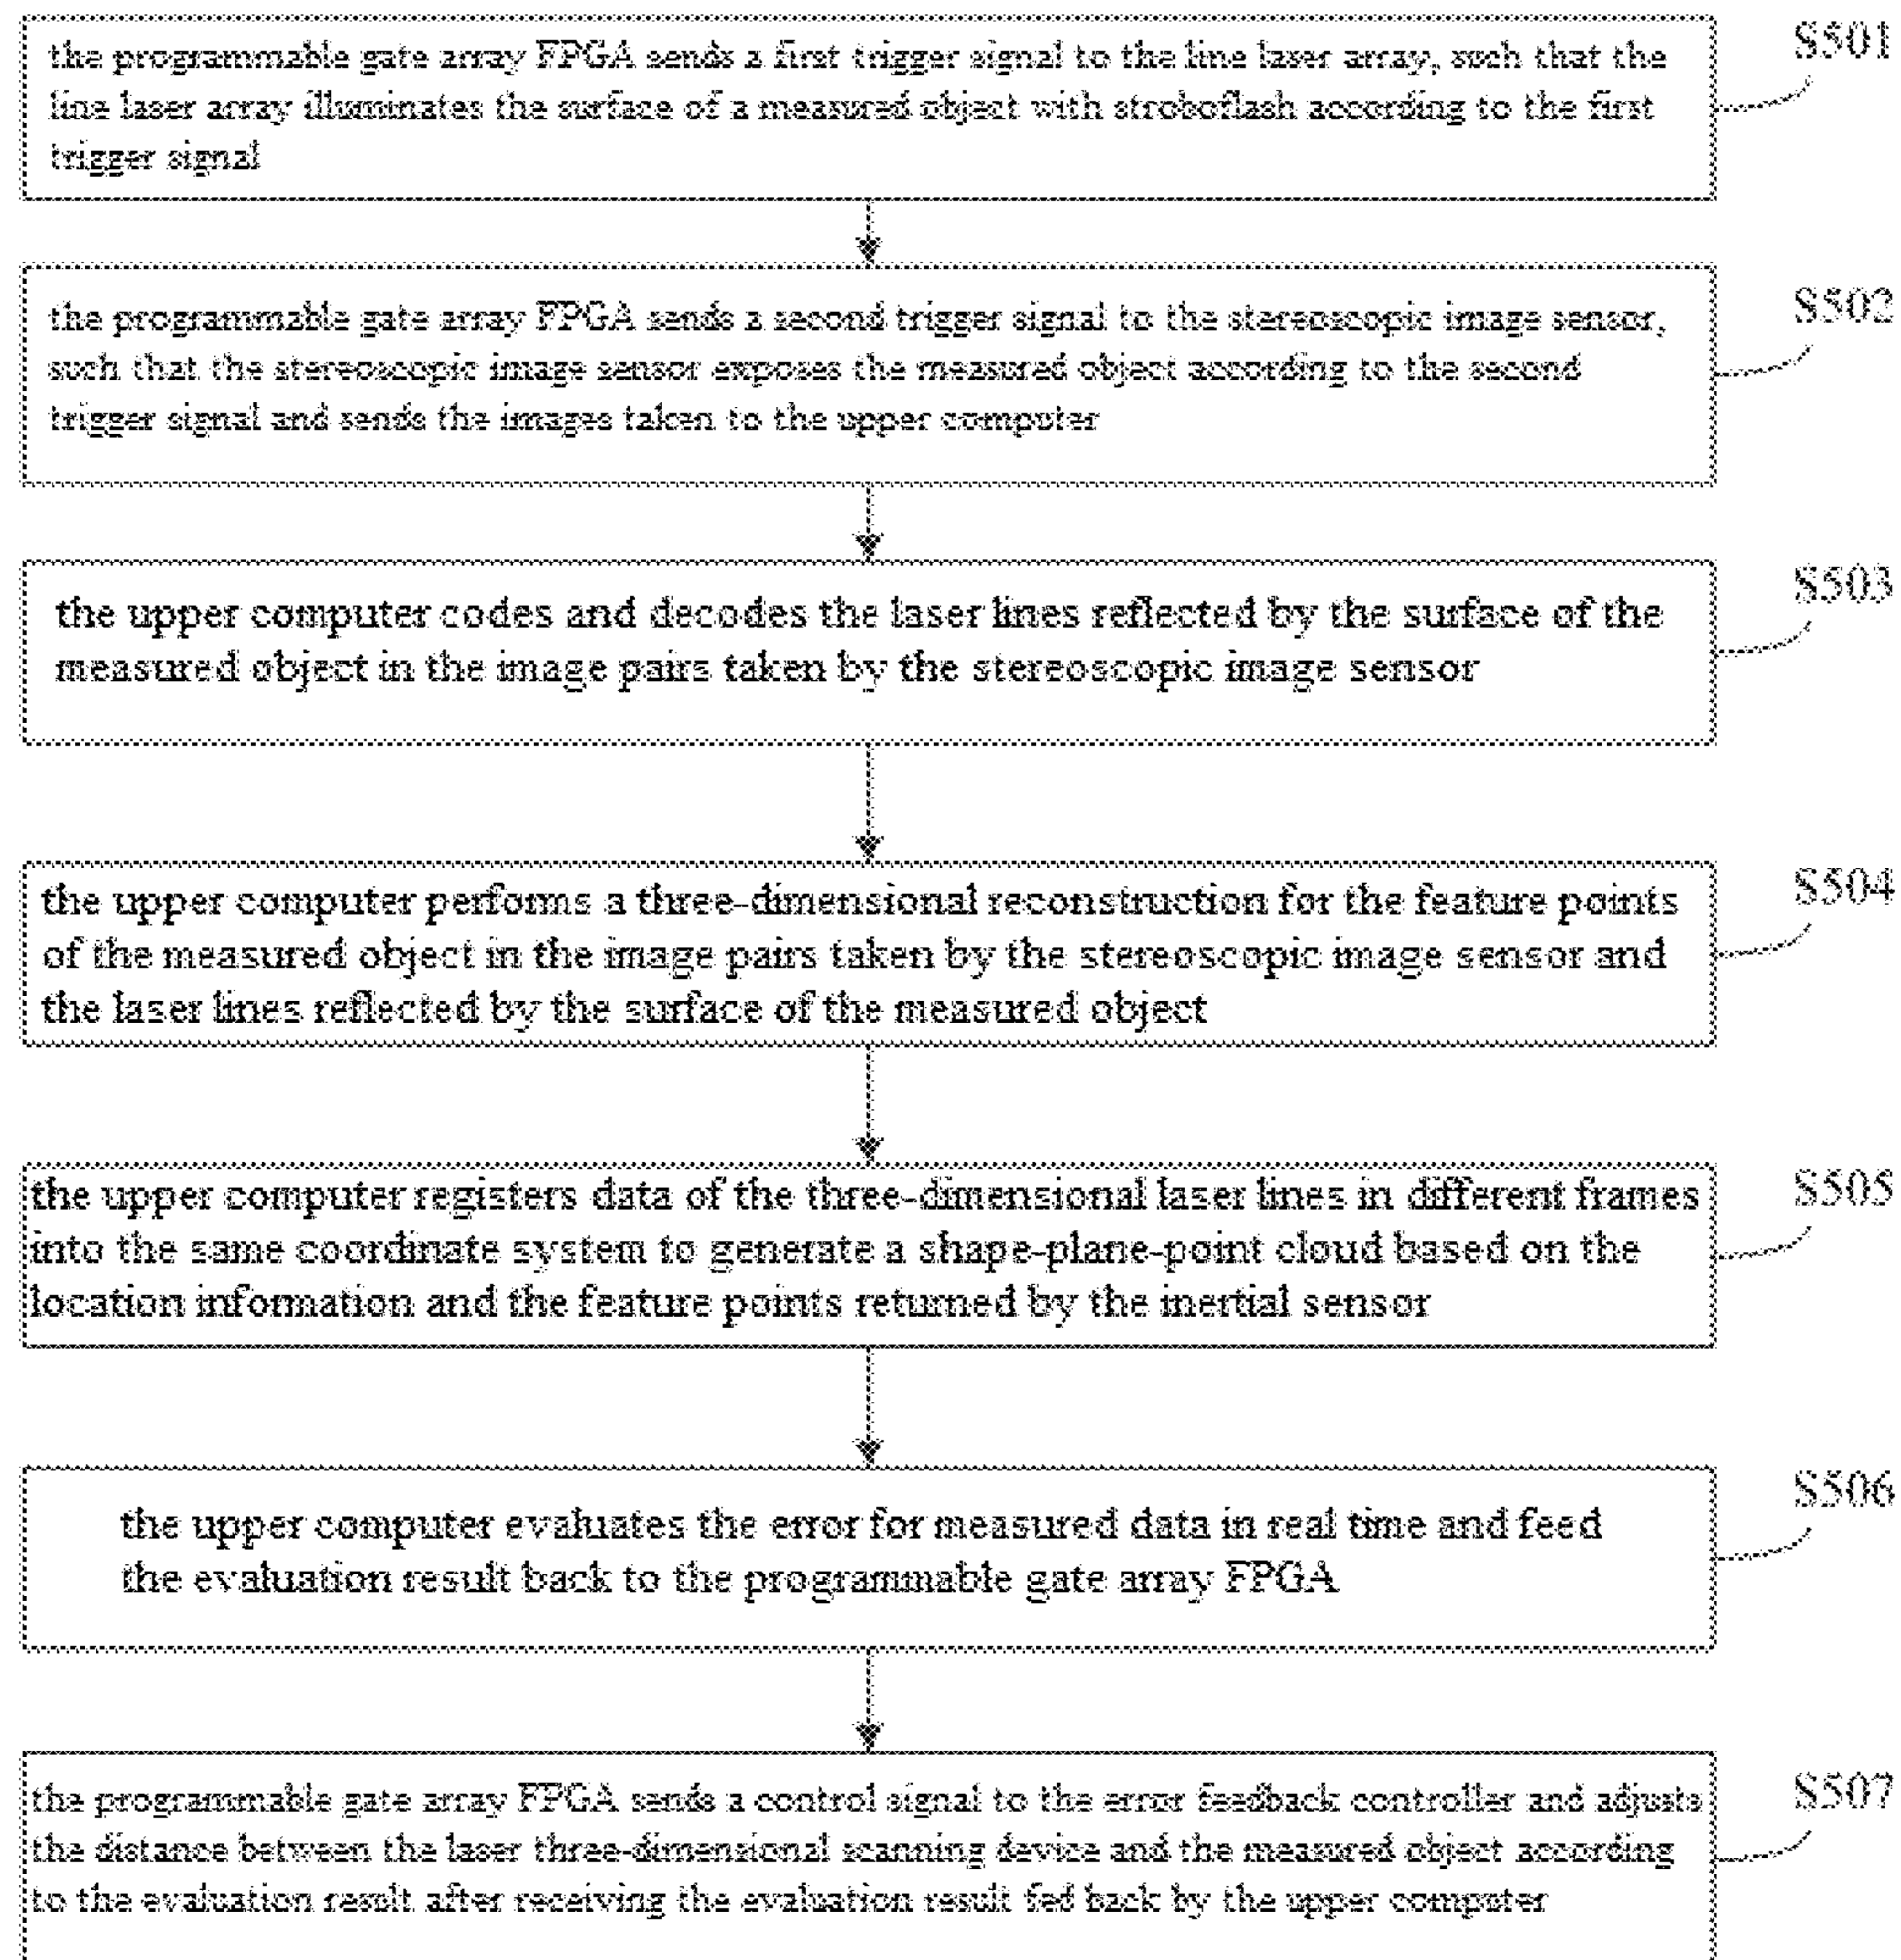 the programmable gate array FPGA sends a first trigger signal to the line laser array, such that the
line laser array illuminates the surface of a measured object with stroboflash according to the first
trigger signal
S501
the programmable gate array FPGA sends a second trigger signal to the stereoscopic image sensor,
such that the stereoscopic image sensor exposes the measured object according to the second
trigger signal and sends the images taken to the upper computer
S502
the upper computer codes and decodes the laser lines reflected by the surface of the
measured object in the image pairs taken by the stereoscopic image sensor
S503
the upper computer performs a three-dimensional reconstruction for the feature points
of the measured object in the image pairs taken by the stereoscopic image sensor and
the laser lines reflected by the surface of the measured object
S504
the upper computer registers data of the three-dimensional laser lines in different frames
into the same coordinate system to generate a shape-plane-point cloud based on the
location information and the feature points returned by the inertial sensor
S505
the upper computer evaluates the error for measured data in real time and feed
the evaluation result back to the programmable gate array FPGA
S506
the programmable gate array FPGA sends a control signal to the error feedback controller and adjusts
the distance between the laser three-dimensional scanning device and the measured object according
to the evaluation result after receiving the evaluation result fed back by the upper computer
S507